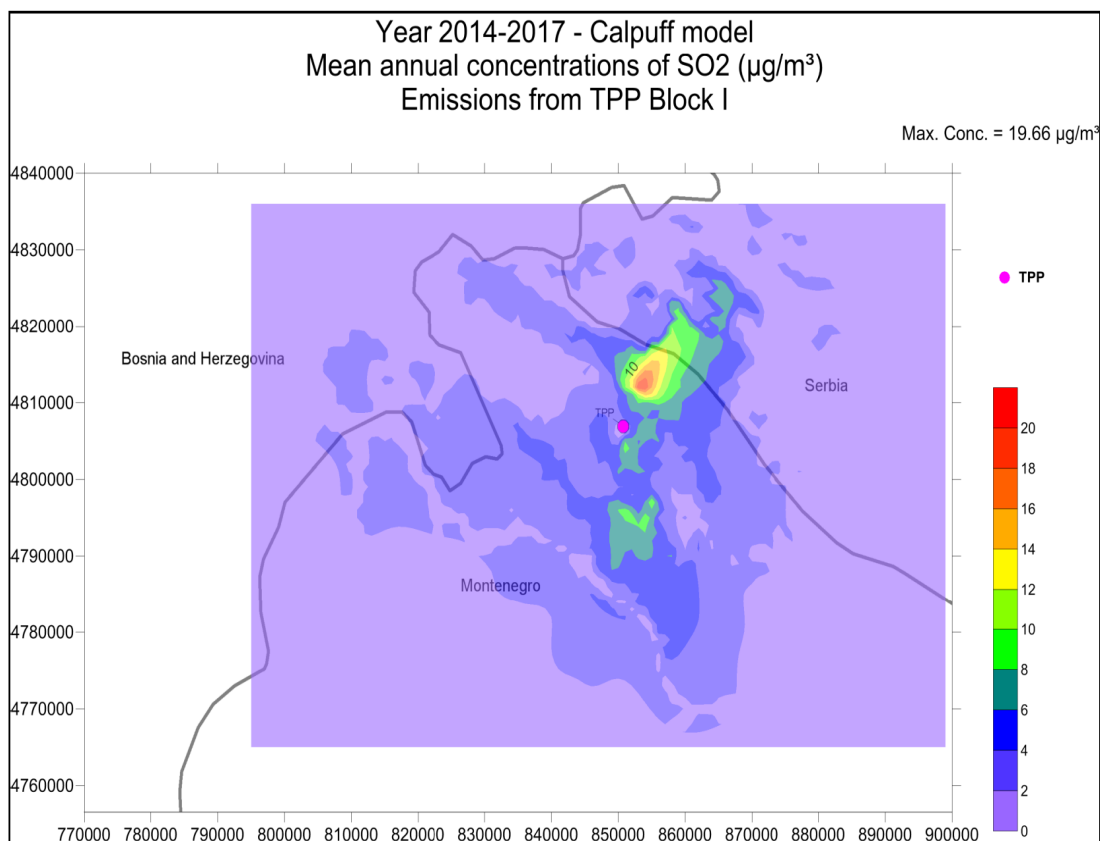 Year 2014-2017 - Calpuff model
Mean annual concentrations of SO2 (µg/m³)
Emissions from TPP Block I
Max. Conc. = 19.66 µg/m³
4840000
4830000
4820000
4810000
4800000
4790000
4780000
4770000
4760000
Bosnia and Herzegovina
Serbia
Montenegro
10
TPP
TPP
20
18
16
14
12
10
8
6
4
2
0
770000 780000 790000 800000 810000 820000 830000 840000 850000 860000 870000 880000 890000 900000